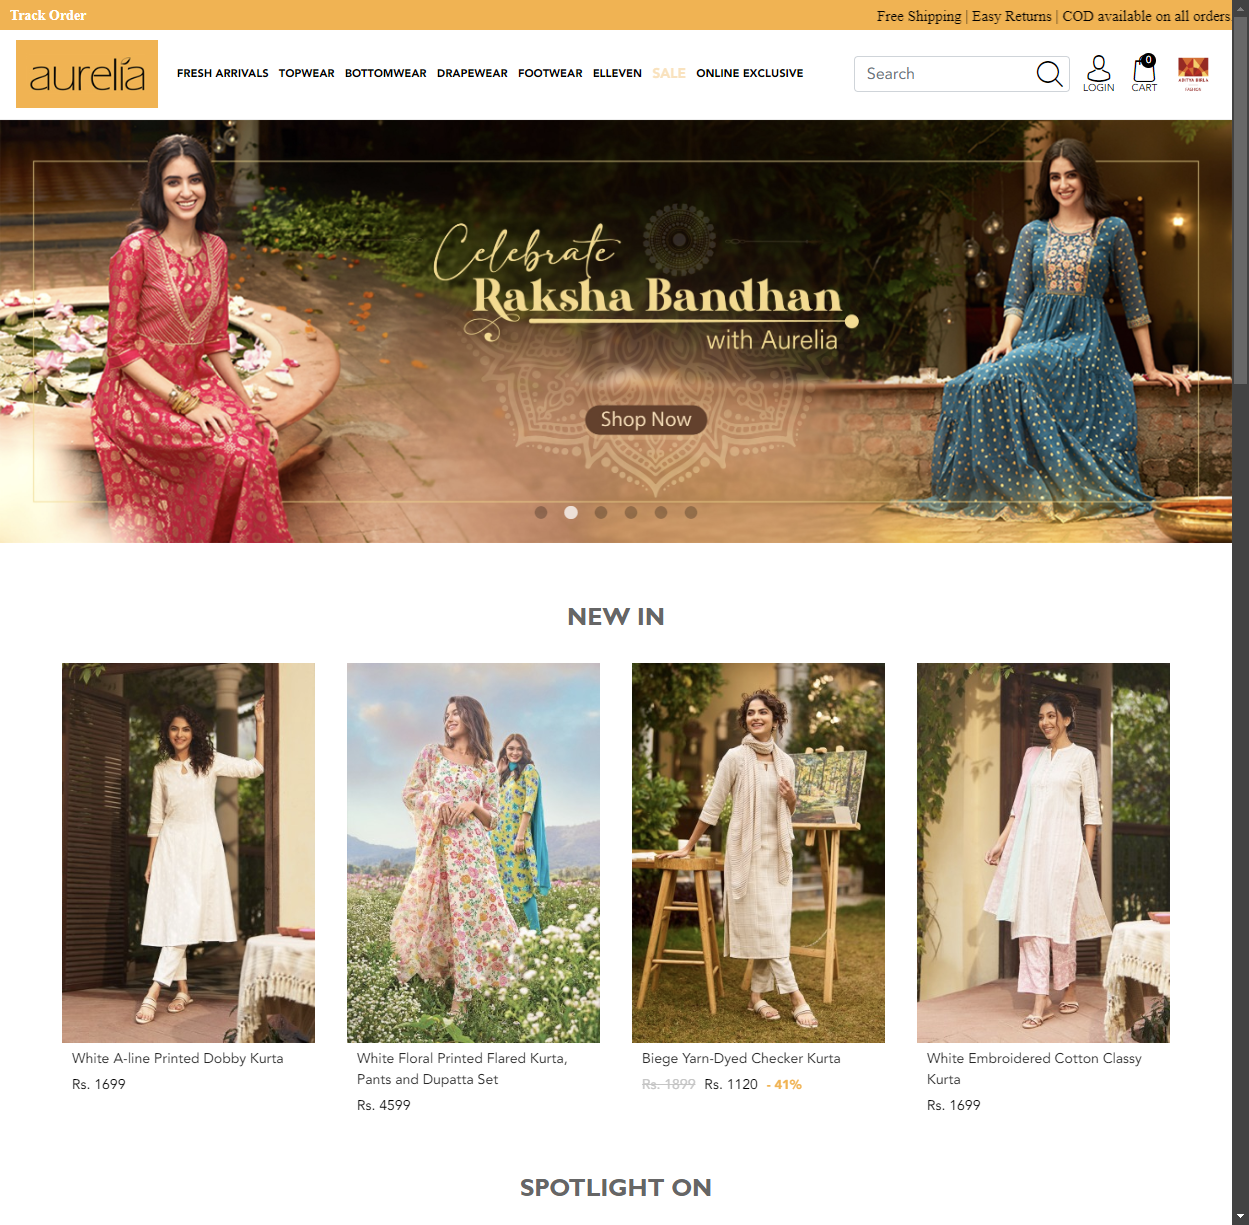 Track Order
Free Shipping | Easy Returns | COD available on all orders
aurelia
FRESH ARRIVALS TOPWEAR BOTTOMWEAR DRAPEWEAR FOOTWEAR ELLEVEN SALE ONLINE EXCLUSIVE
Search
LOGIN
0
CART
ADITYA BIRLA
Celebrate
Raksha Bandhan
with Aurelia
Shop Now
NEW IN
White A-line Printed Dobby Kurta
Rs. 1699
White Floral Printed Flared Kurta,
Pants and Dupatta Set
Rs. 4599
Biege Yarn-Dyed Checker Kurta
Rs. 1899 Rs. 1120 - 41%
White Embroidered Cotton Classy
Kurta
Rs. 1699
SPOTLIGHT ON